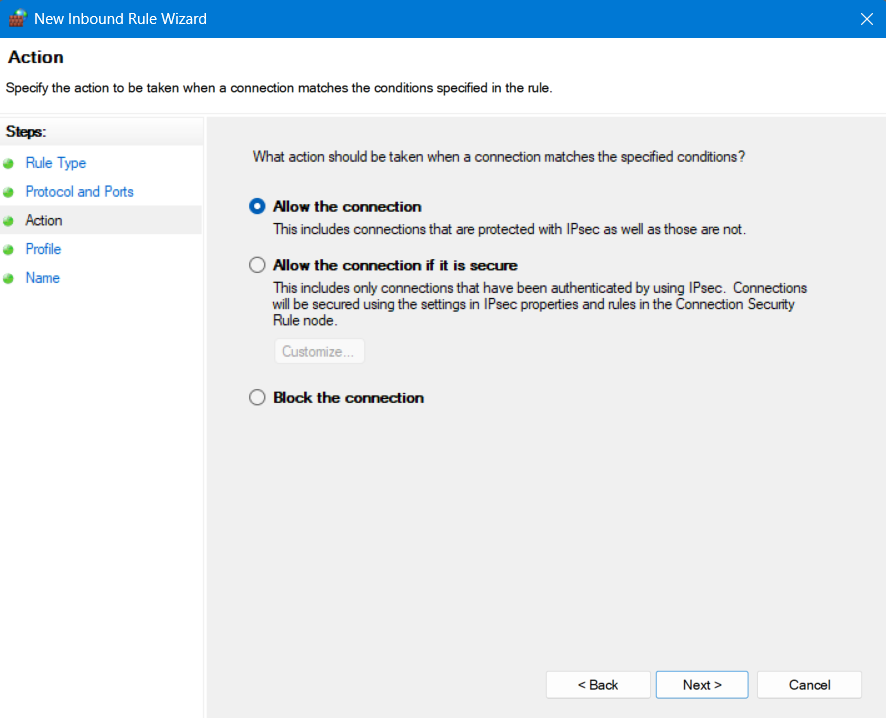 New Inbound Rule Wizard
Action
Specify the action to be taken when a connection matches the conditions specified in the rule.
Steps:
Rule Type
Protocol and Ports
Action
Profile
Name
What action should be taken when a connection matches the specified conditions?
Allow the connection
This includes connections that are protected with IPsec as well as those are not.
Allow the connection if it is secure
This includes only connections that have been authenticated by using IPsec.  Connections
will be secured using the settings in IPsec properties and rules in the Connection Security
Rule node.
Customize...
Block the connection
< Back
Next >
Cancel